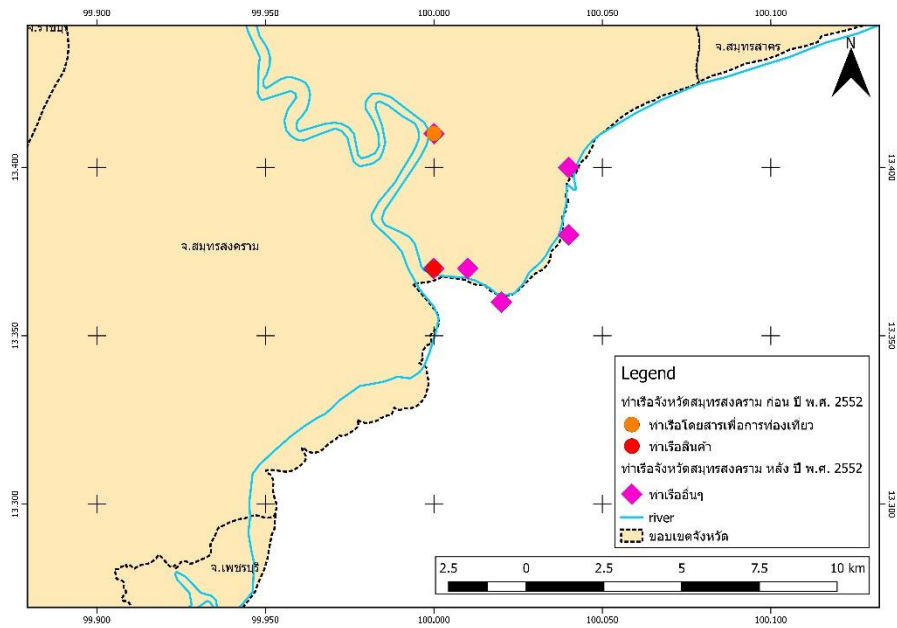 99.900 99.950 100.000 100.050 100.100
จ.ราชบุรี
จ.สมุทรสาคร
N
13.400 13.400
จ.สมุทรสงคราม
13.350 13.350
Legend
ท่าเรือจังหวัดสมุทรสงคราม ก่อน ปี พ.ศ. 2552
ท่าเรือโดยสารเพื่อการท่องเที่ยว
ท่าเรือสินค้า
ท่าเรือจังหวัดสมุทรสงคราม หลัง ปี พ.ศ. 2552
ท่าเรืออื่นๆ
river
ขอบเขตจังหวัด
13.300 13.300
จ.เพชรบุรี
2.5 0 2.5 5 7.5 10 km
99.900 99.950 100.000 100.050 100.100